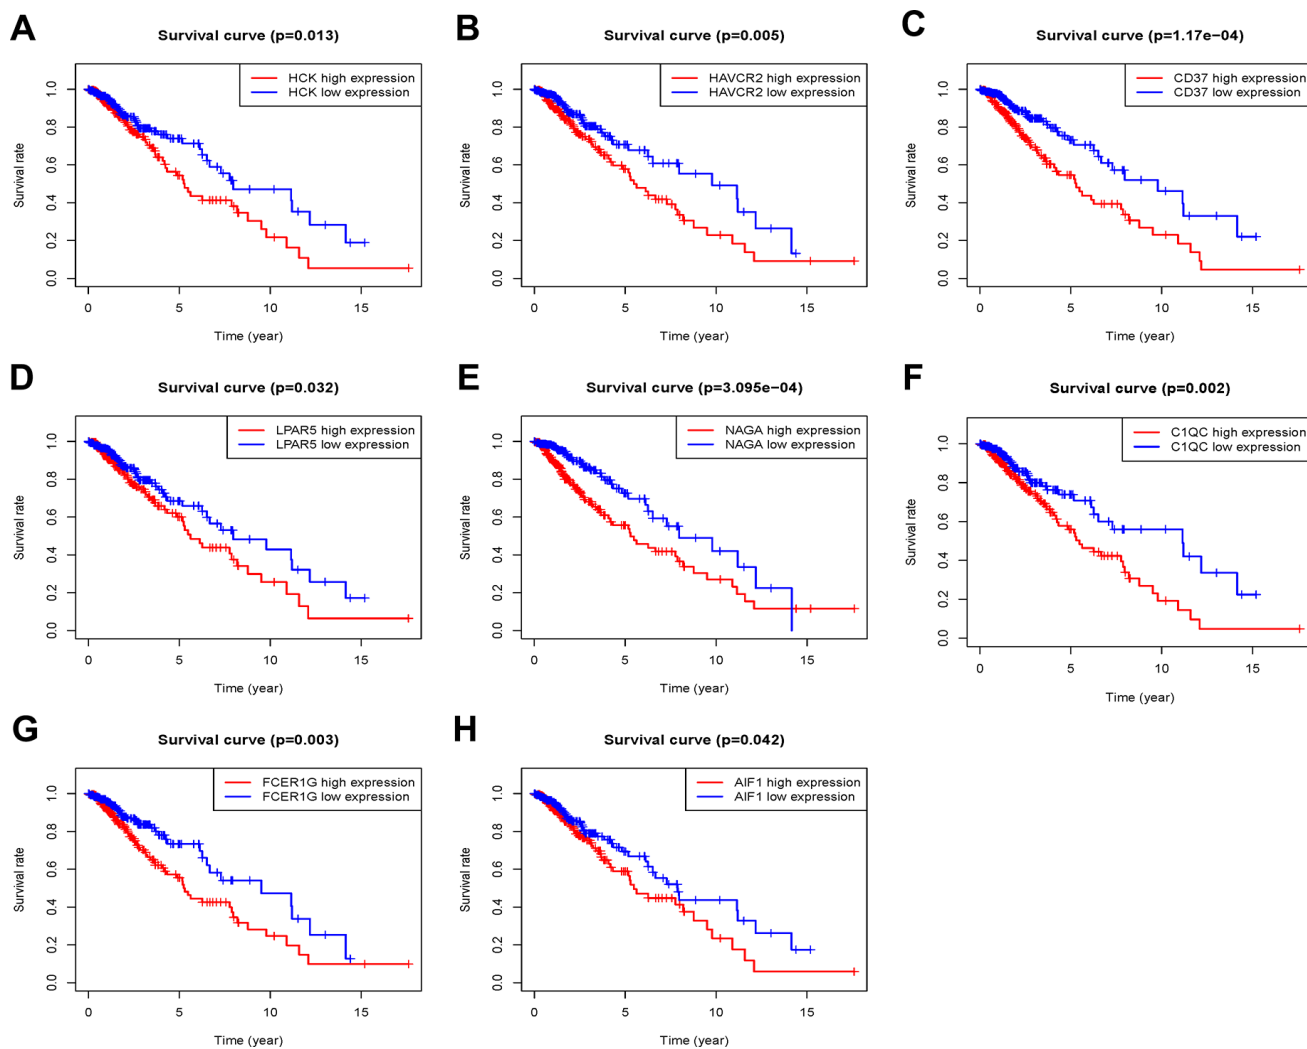 A
Survival curve (p=0.013)
HCK high expression
HCK low expression
Survival rate
1.0
0.8
0.6
0.4
0.2
0.0
0
5
10
15
Time (year)
B
Survival curve (p=0.005)
HAVCR2 high expression
HAVCR2 low expression
Survival rate
1.0
0.8
0.6
0.4
0.2
0.0
0
5
10
15
Time (year)
C
Survival curve (p=1.17e−04)
CD37 high expression
CD37 low expression
Survival rate
1.0
0.8
0.6
0.4
0.2
0.0
0
5
10
15
Time (year)
D
Survival curve (p=0.032)
LPAR5 high expression
LPAR5 low expression
Survival rate
1.0
0.8
0.6
0.4
0.2
0.0
0
5
10
15
Time (year)
E
Survival curve (p=3.095e−04)
NAGA high expression
NAGA low expression
Survival rate
1.0
0.8
0.6
0.4
0.2
0.0
0
5
10
15
Time (year)
F
Survival curve (p=0.002)
C1QC high expression
C1QC low expression
Survival rate
1.0
0.8
0.6
0.4
0.2
0.0
0
5
10
15
Time (year)
G
Survival curve (p=0.003)
FCER1G high expression
FCER1G low expression
Survival rate
1.0
0.8
0.6
0.4
0.2
0.0
0
5
10
15
Time (year)
H
Survival curve (p=0.042)
AIF1 high expression
AIF1 low expression
Survival rate
1.0
0.8
0.6
0.4
0.2
0.0
0
5
10
15
Time (year)